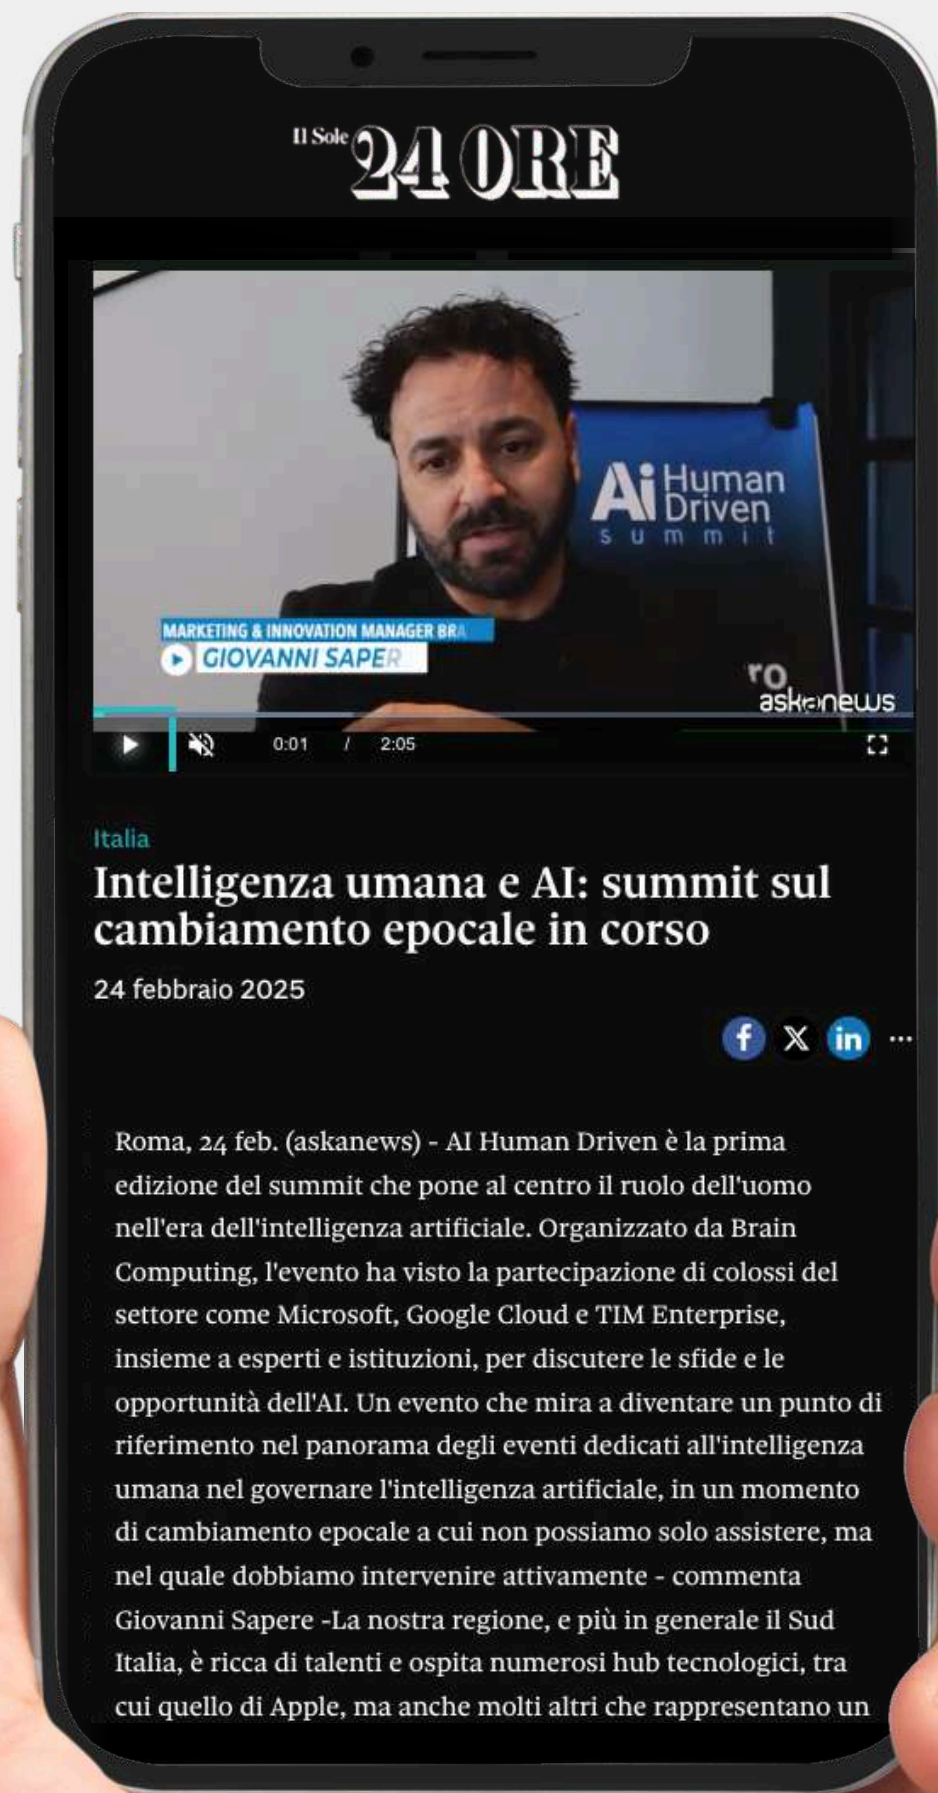 Il Sole 24 ORE
Ai Human
Driven
summit
MARKETING & INNOVATION MANAGER BRA
GIOVANNI SAPER
ro
askanews
0:01 / 2:05
Italia
Intelligenza umana e AI: summit sul
cambiamento epocale in corso
24 febbraio 2025
f X in ...
Roma, 24 feb. (askanews) - AI Human Driven è la prima
edizione del summit che pone al centro il ruolo dell'uomo
nell'era dell'intelligenza artificiale. Organizzato da Brain
Computing, l'evento ha visto la partecipazione di colossi del
settore come Microsoft, Google Cloud e TIM Enterprise,
insieme a esperti e istituzioni, per discutere le sfide e le
opportunità dell'AI. Un evento che mira a diventare un punto di
riferimento nel panorama degli eventi dedicati all'intelligenza
umana nel governare l'intelligenza artificiale, in un momento
di cambiamento epocale a cui non possiamo solo assistere, ma
nel quale dobbiamo intervenire attivamente - commenta
Giovanni Sapere -La nostra regione, e più in generale il Sud
Italia, è ricca di talenti e ospita numerosi hub tecnologici, tra
cui quello di Apple, ma anche molti altri che rappresentano un